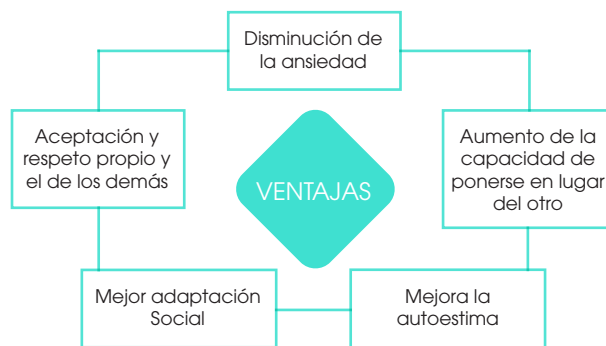 Disminución de
la ansiedad
Aceptación y
respeto propio y
el de los demás
VENTAJAS
Aumento de la
capacidad de
ponerse en lugar
del otro
Mejor adaptación
Social
Mejora la
autoestima